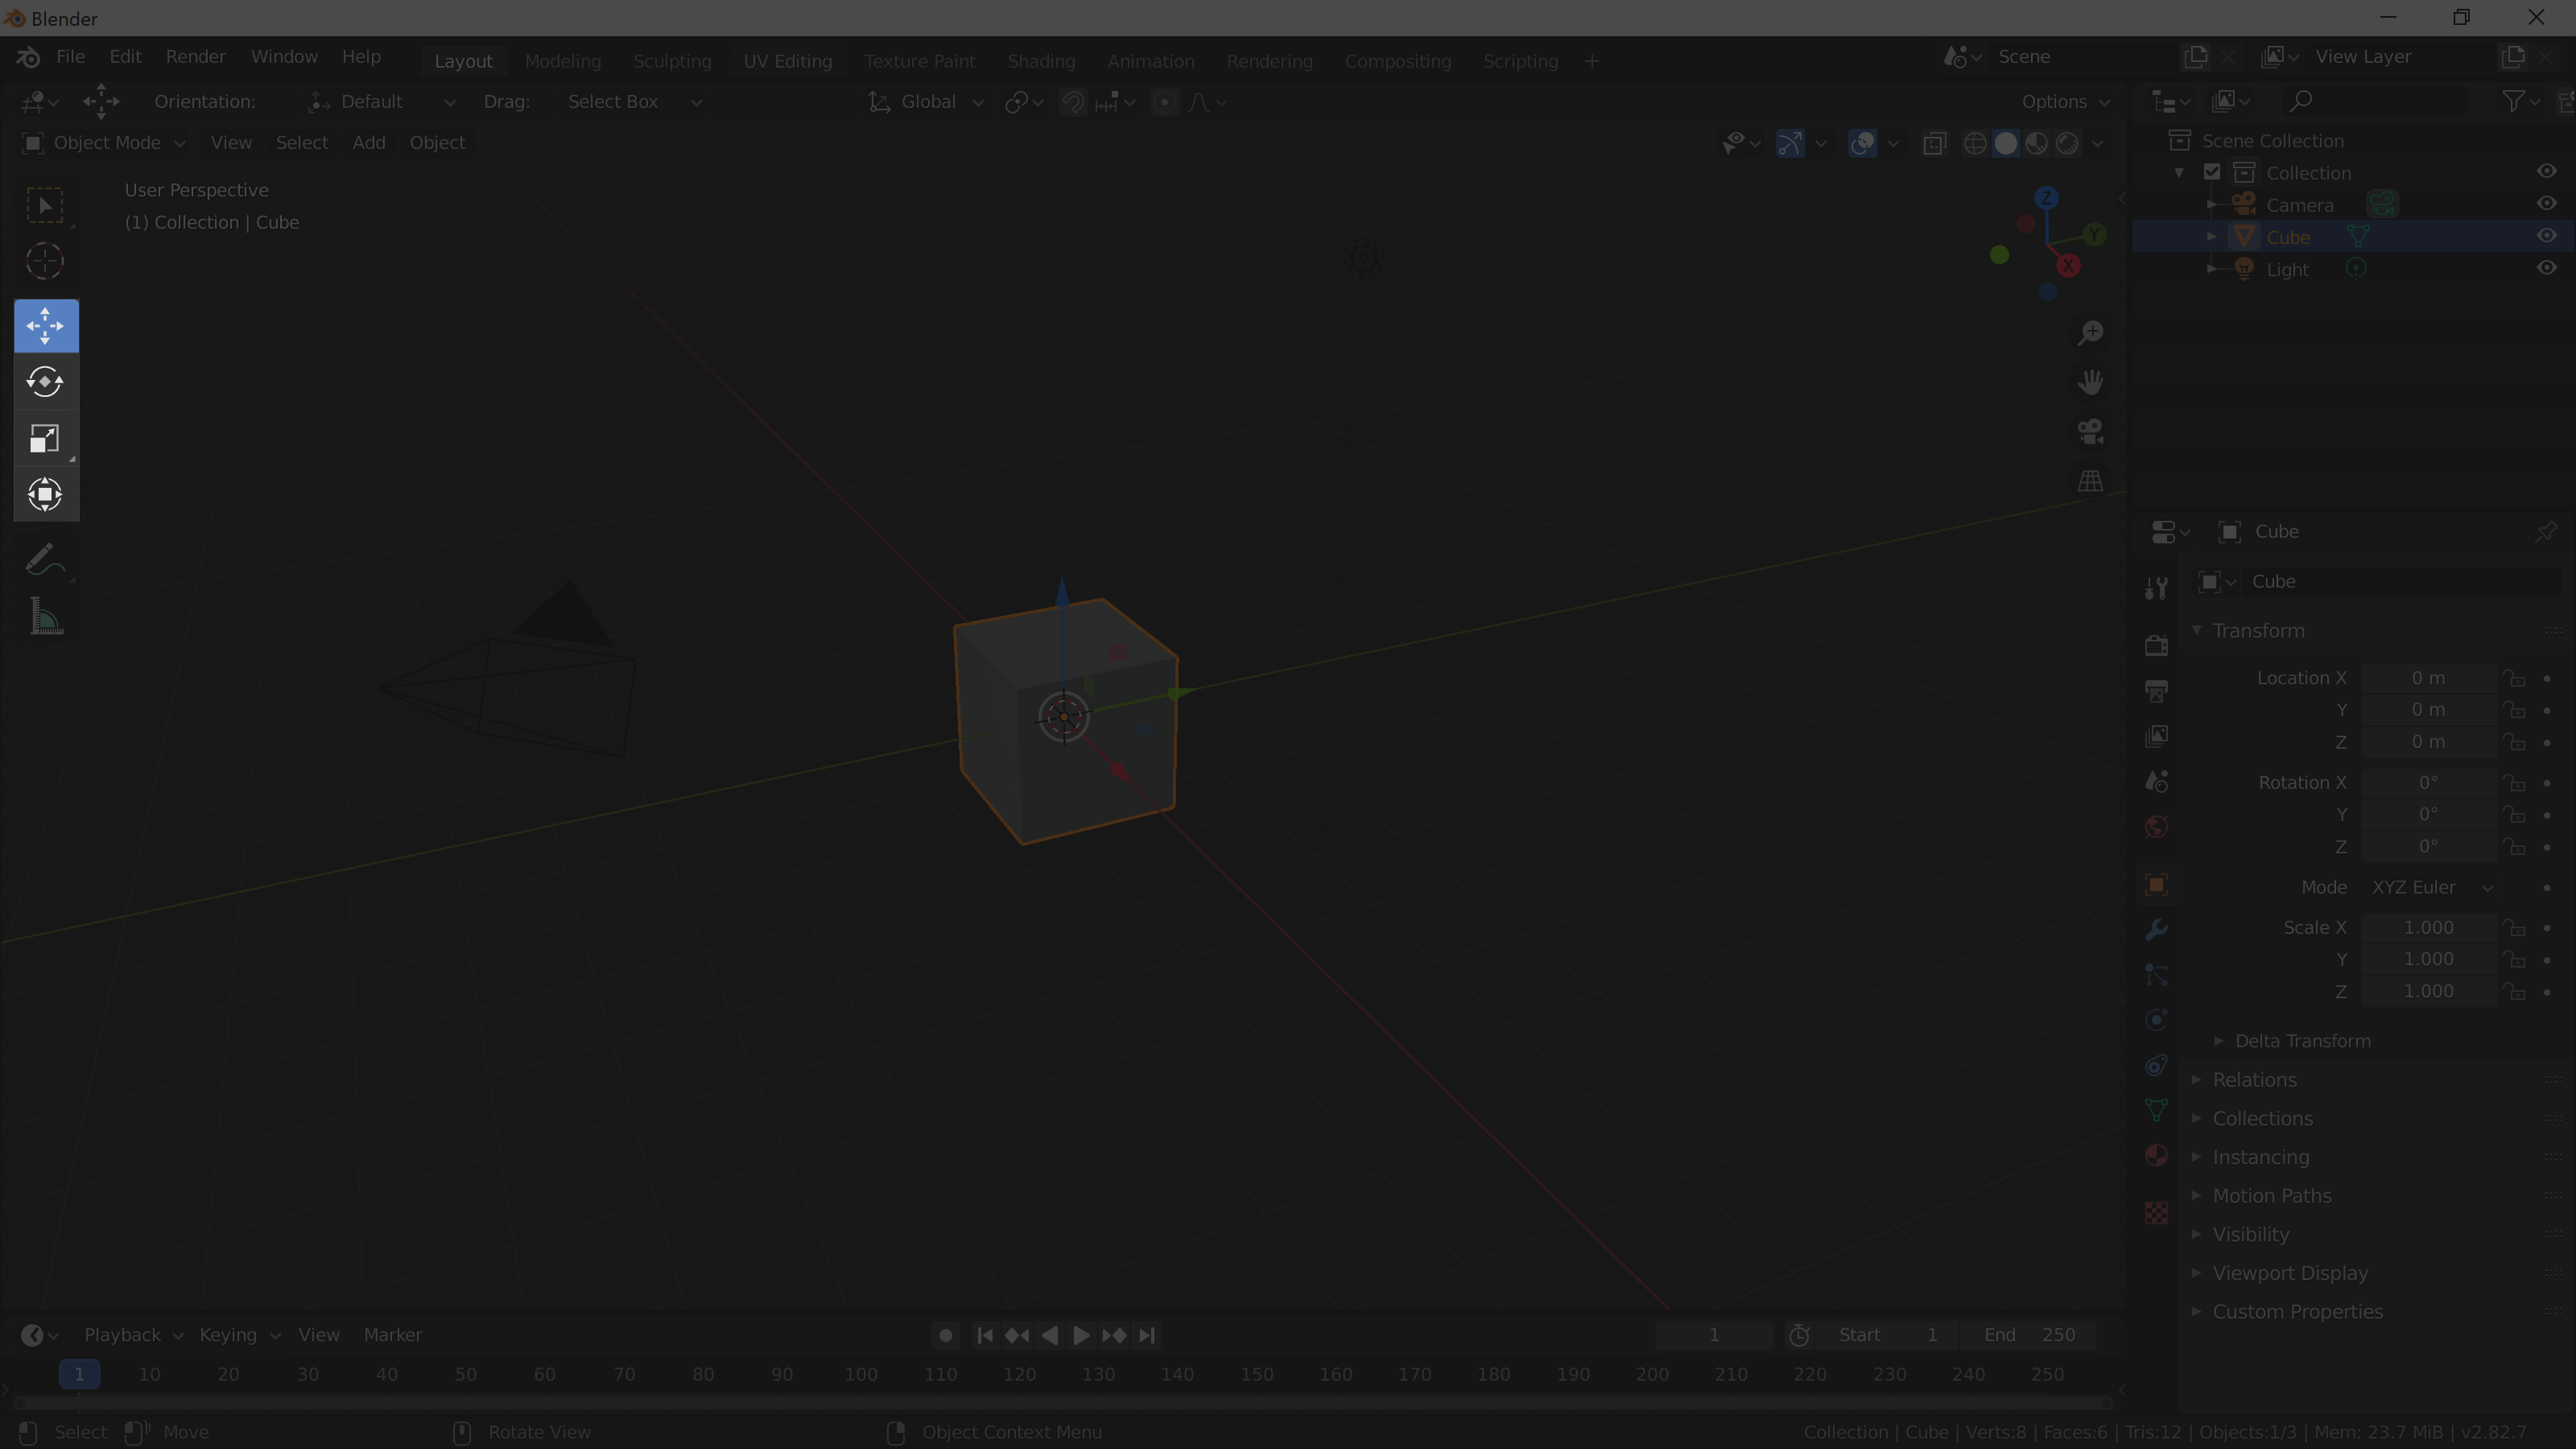 Blender
File Edit Render Window Help Layout Modeling Sculpting UV Editing Texture Paint Shading Animation Rendering Compositing Scripting + Scene View Layer
Orientation: Default Drag: Select Box Global Options
Object Mode View Select Add Object
User Perspective
(1) Collection | Cube
Z
Y
X
Scene Collection
Collection
Camera
Cube
Light
Cube
Cube
Transform
Location X 0 m
Y 0 m
Z 0 m
Rotation X 0°
Y 0°
Z 0°
Mode XYZ Euler
Scale X 1.000
Y 1.000
Z 1.000
Delta Transform
Relations
Collections
Instancing
Motion Paths
Visibility
Viewport Display
Custom Properties
Playback Keying View Marker 1 Start 1 End 250
1 10 20 30 40 50 60 70 80 90 100 110 120 130 140 150 160 170 180 190 200 210 220 230 240 250
Select Move Rotate View Object Context Menu Collection | Cube | Verts:8 | Faces:6 | Tris:12 | Objects:1/3 | Mem: 23.7 MiB | v2.82.7